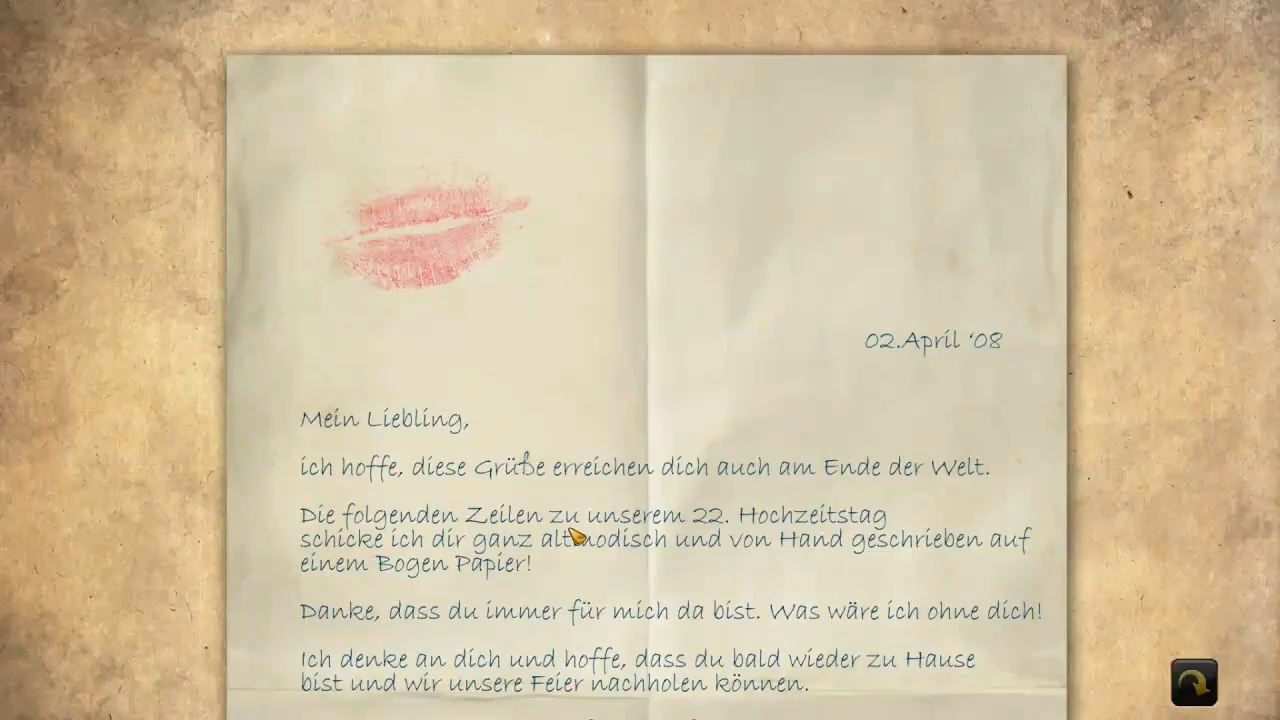 02.April '08
Mein Liebling,
ich hoffe, diese Grüße erreichen dich auch am Ende der Welt.
Die folgenden Zeilen zu unserem 22. Hochzeitstag
schicke ich dir ganz altmodisch und von Hand geschrieben auf
einem Bogen Papier!
Danke, dass du immer für mich da bist. Was wäre ich ohne dich!
Ich denke an dich und hoffe, dass du bald wieder zu Hause
bist und wir unsere Feier nachholen können.